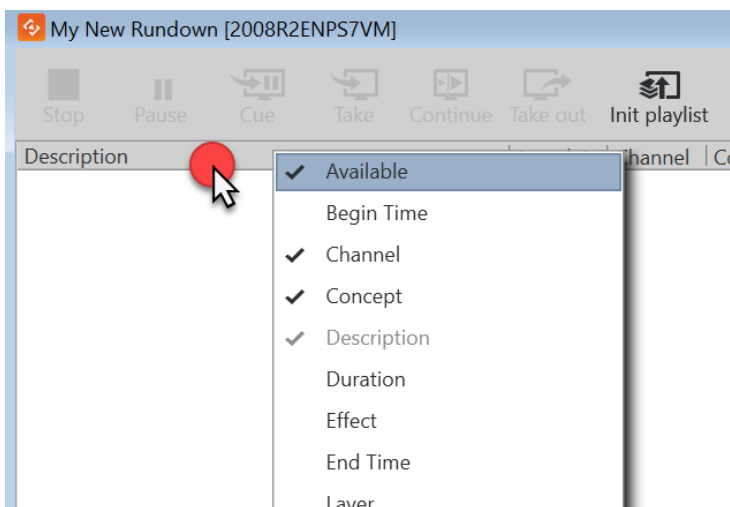 My New Rundown [2008R2ENPS7VM]
Stop Pause Cue Take Continue Take out Init playlist
Description Channel
Available
Begin Time
Channel
Concept
Description
Duration
Effect
End Time
Layer